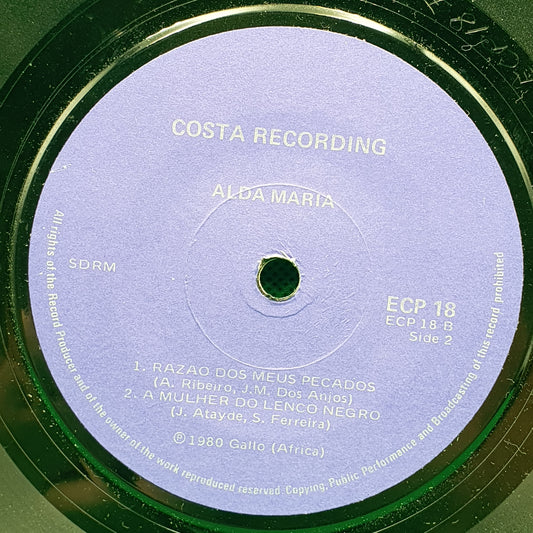 COSTA RECORDING
ALDA MARIA
SDRM
ECP 18
ECP 18 B
Side 2
1. RAZAO DOS MEUS PECADOS
(A. Ribeiro, J.M. Dos Anjos)
2. A MULHER DO LENCO NEGRO
(J. Atayde, S. Ferreira)
℗ 1980 Gallo (Africa)
All rights of the Record Producer and of the owner of the work reproduced reserved. Copying, Public Performance and Broadcasting of this record prohibited